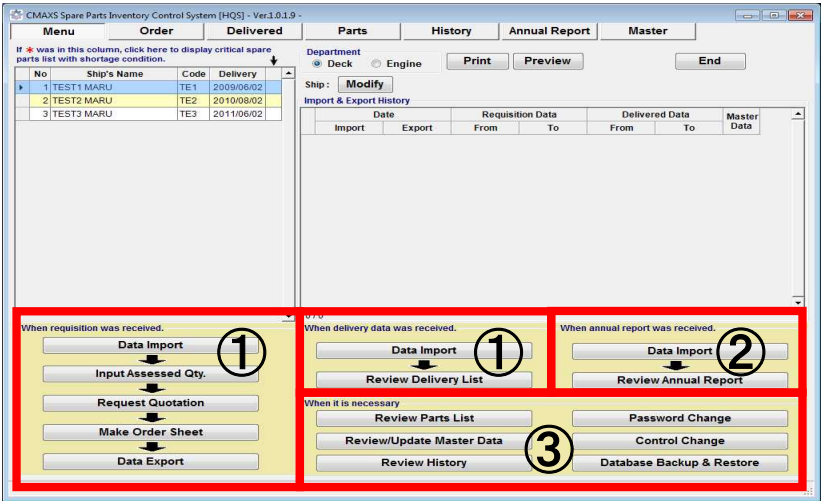 CMAXS Spare Parts Inventory Control System [HQS] - Ver.1.0.1.9 -
Menu Order Delivered Parts History Annual Report Master
If * was in this column, click here to display critical spare
parts list with shortage condition.
Department
Deck Engine Print Preview End
Ship : Modify
No Ship's Name Code Delivery
1 TEST1 MARU TE1 2009/06/02
2 TEST2 MARU TE2 2010/08/02
3 TEST3 MARU TE3 2011/06/02
Import & Export History
Date Requisition Data Delivered Data Master
Data
Import Export From To From To
0 / 0
When requisition was received.
Data Import
Input Assessed Qty.
Request Quotation
Make Order Sheet
Data Export
①
When delivery data was received.
Data Import
Review Delivery List
①
When annual report was received.
Data Import
Review Annual Report
②
When it is necessary
Review Parts List Password Change
Review/Update Master Data Control Change
Review History Database Backup & Restore
③